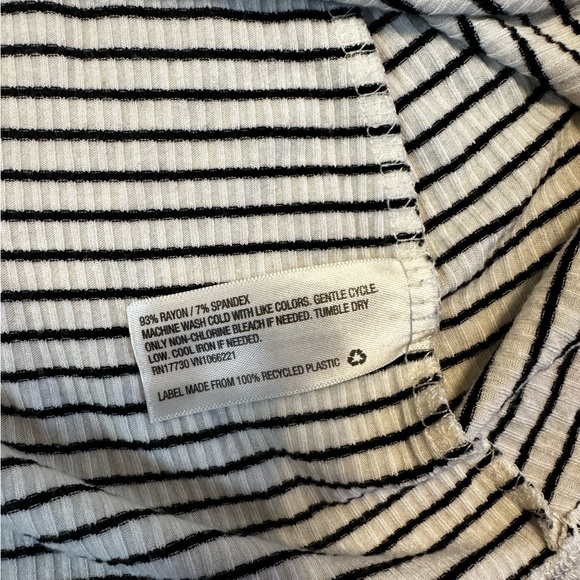 93% RAYON / 7% SPANDEX
MACHINE WASH COLD WITH LIKE COLORS. GENTLE CYCLE.
ONLY NON-CHLORINE BLEACH IF NEEDED. TUMBLE DRY
LOW. COOL IRON IF NEEDED.
RN17730 VN1066221
LABEL MADE FROM 100% RECYCLED PLASTIC